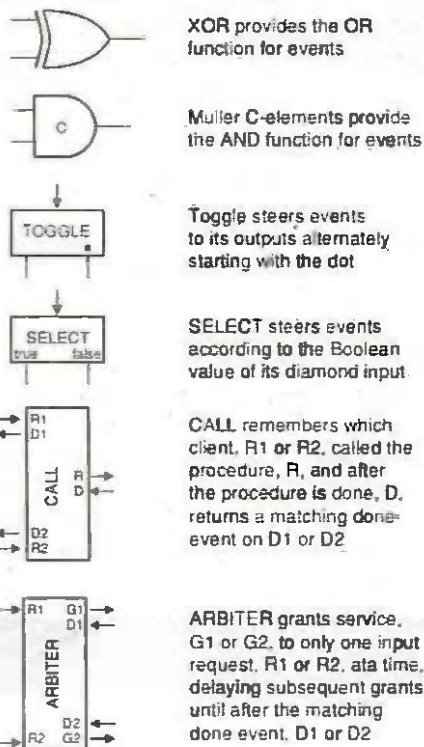 XOR provides the OR
function for events
C
Muller C-elements provide
the AND function for events
TOGGLE
Toggle steers events
to its outputs alternately
starting with the dot
SELECT
true false
SELECT steers events
according to the Boolean
value of its diamond input
R1
D1
CALL
R
D
D2
R2
CALL remembers which
client, R1 or R2, called the
procedure, R, and after
the procedure is done, D,
returns a matching done-
event on D1 or D2
R1 G1
D1
ARBITER
D2
R2 G2
ARBITER grants service,
G1 or G2, to only one input
request, R1 or R2, ata time,
delaying subsequent grants
until after the matching
done event, D1 or D2